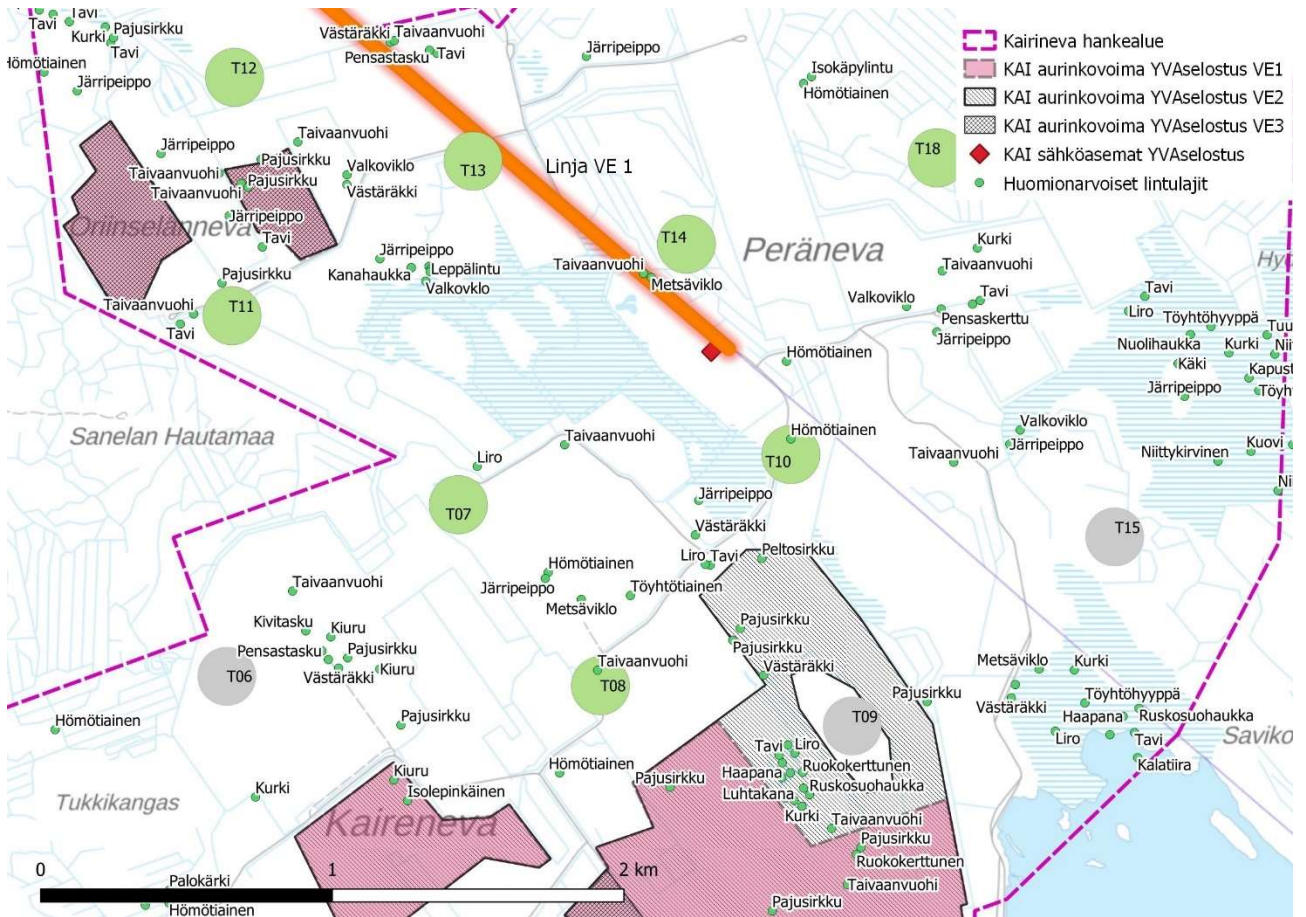 Tavi
Tavi
Pajusirkku
Kurki
Tavi
Hömötiainen
Järripeippo
T12
Västäräkki
Taivaanvuohi
Pensastasku
Tavi
Järripeippo
Isokäpylintu
Hömötiainen
T18
Kairineva hankealue
KAI aurinkovoima YVAselostus VE1
KAI aurinkovoima YVAselostus VE2
KAI aurinkovoima YVAselostus VE3
KAI sähköasemat YVAselostus
Huomionarvoiset lintulajit
Järripeippo
Taivaanvuohi
Taivaanvuohi
Pajusirkku
Taivaanvuohi
Pajusirkku
Valkoviklo
Västäräkki
T13
Linja VE 1
Oriinselänneva
Järripeippo
Tavi
Pajusirkku
Taivaanvuohi
Tavi
T11
Järripeippo
Kanahaukka
Leppälintu
Valkovklo
T14
Taivaanvuohi
Metsäviklo
Peräneva
Kurki
Taivaanvuohi
Valkoviklo
Tavi
Pensaskerttu
Järripeippo
Hömötiainen
Tavi
Liro
Töyhtöhyyppä
Nuolihaukka
Kurki
Käki
Järripeippo
Niittykirvinen
Kuovi
Sanelan Hautamaa
Taivaanvuohi
Liro
Hömötiainen
T10
T07
Järripeippo
Västäräkki
Liro
Tavi
Peltosirkku
Valkoviklo
Järripeippo
Taivaanvuohi
T15
Hömötiainen
Järripeippo
Metsäviklo
Töyhtötiainen
Taivaanvuohi
Kivitasku
Kiuru
Pensastasku
Pajusirkku
Västäräkki
Kiuru
T06
Taivaanvuohi
T08
Pajusirkku
Pajusirkku
Västäräkki
Pajusirkku
T09
Metsäviklo
Kurki
Västäräkki
Töyhtöhyyppä
Haapana
Ruskosuohaukka
Liro
Tavi
Kalatiira
Saviko
Hömötiainen
Pajusirkku
Kurki
Kiuru
Isolepinkäinen
Hömötiainen
Pajusirkku
Tavi
Liro
Ruokokerttunen
Haapana
Ruskosuohaukka
Luhtakana
Kurki
Taivaanvuohi
Pajusirkku
Ruokokerttunen
Taivaanvuohi
Pajusirkku
Tukkikangas
Kaireneva
Palokärki
Hömötiainen
0
1
2 km